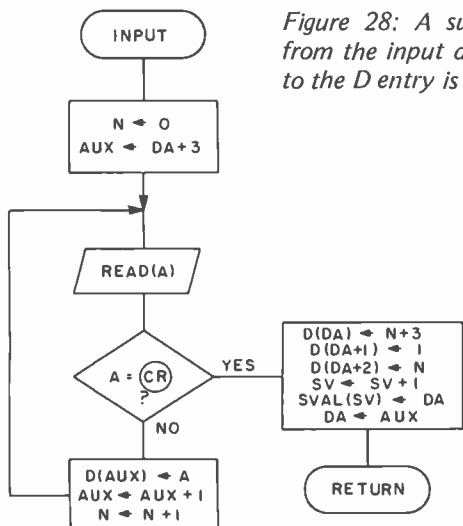 INPUT
Figure 28: A su
from the input d
to the D entry is
N ← 0
AUX ← DA+3
READ(A)
A = CR
?
YES
NO
D(DA) ← N+3
D(DA+1) ← 1
D(DA+2) ← N
SV ← SV+1
SVAL(SV) ← DA
DA ← AUX
D(AUX) ← A
AUX ← AUX+1
N ← N+1
RETURN